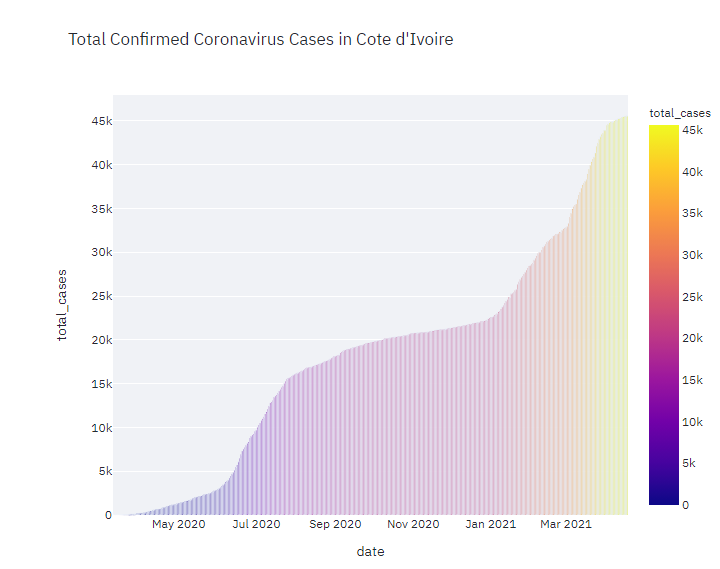 Total Confirmed Coronavirus Cases in Cote d'Ivoire
total_cases
45k
40k
35k
30k
25k
20k
15k
10k
5k
0
May 2020
Jul 2020
Sep 2020
Nov 2020
Jan 2021
Mar 2021
date
total_cases
45k
40k
35k
30k
25k
20k
15k
10k
5k
0